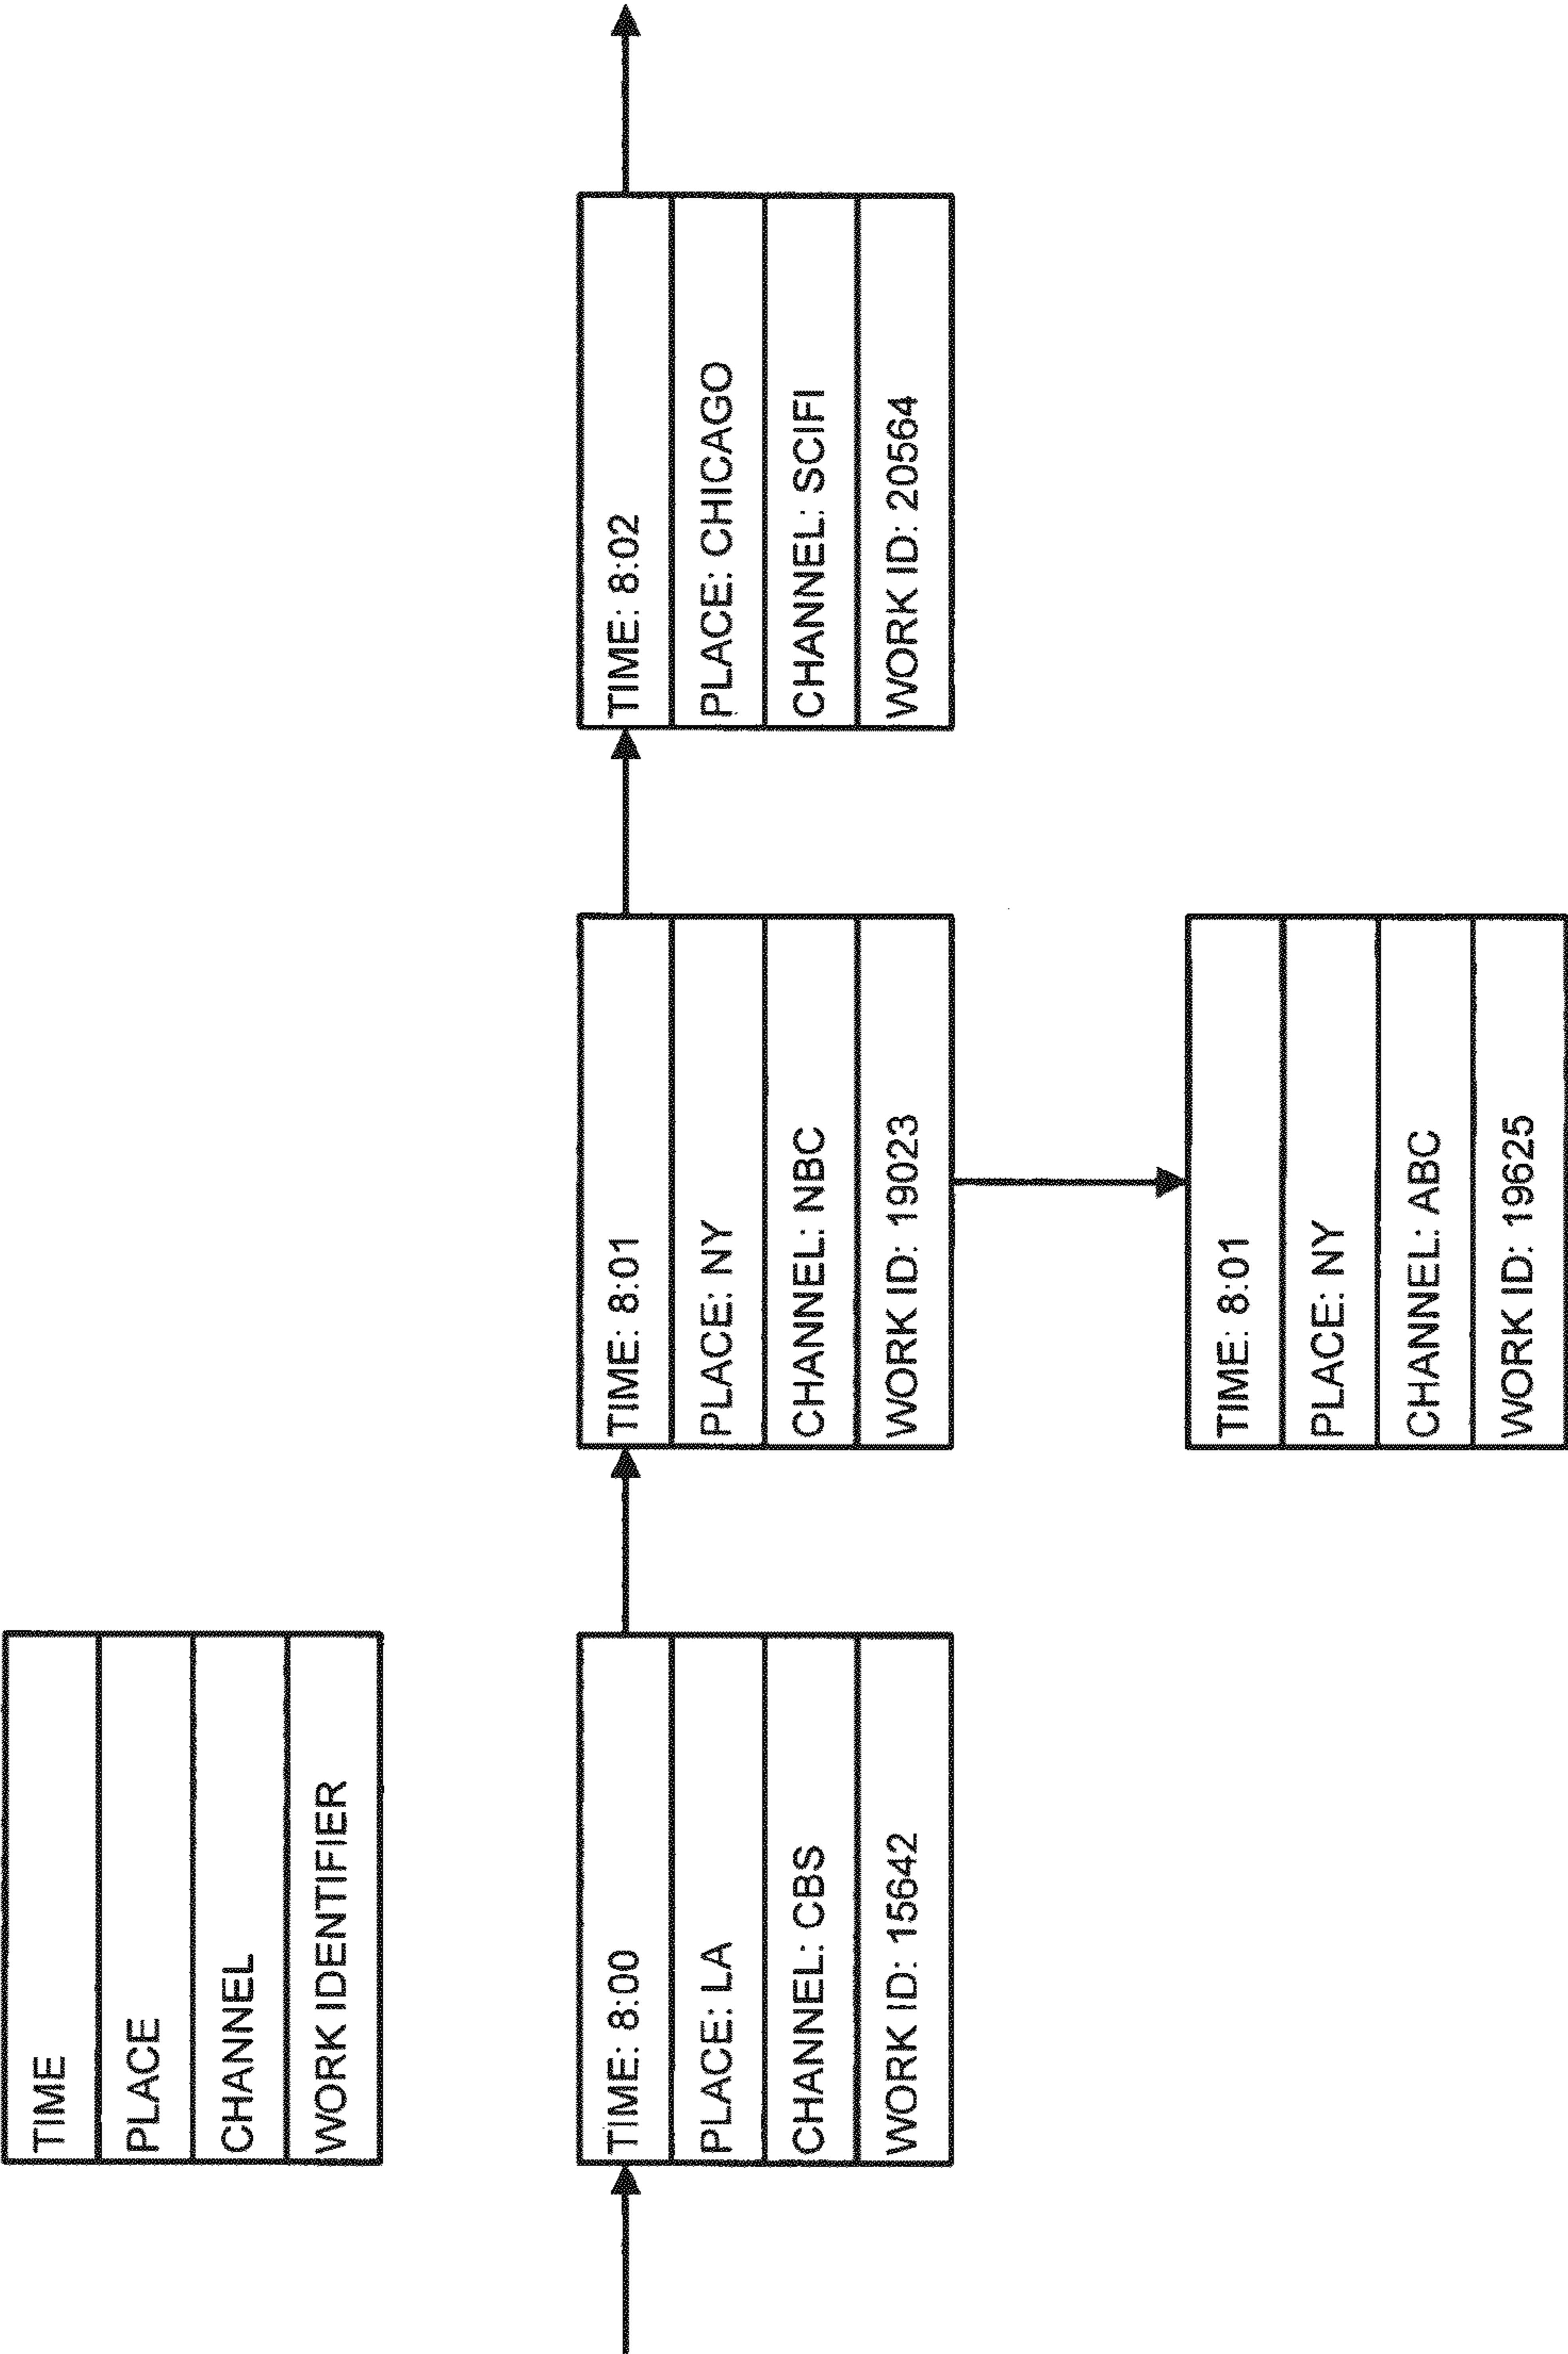 TIME
PLACE
CHANNEL
WORK IDENTIFIER
TIME: 8:00
PLACE: LA
CHANNEL: CBS
WORK ID: 15642
TIME: 8:01
PLACE: NY
CHANNEL: NBC
WORK ID: 19023
TIME: 8:02
PLACE: CHICAGO
CHANNEL: SCIFI
WORK ID: 20564
TIME: 8:01
PLACE: NY
CHANNEL: ABC
WORK ID: 19625